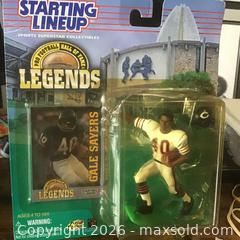 STARTING
LINEUP
SPORTS SUPERSTAR COLLECTIBLES
PRO FOOTBALL HALL OF FAME
LEGENDS
GALE SAYERS
40
40
LEGENDS
WARNING:
Copyright 2026 - maxsold.com